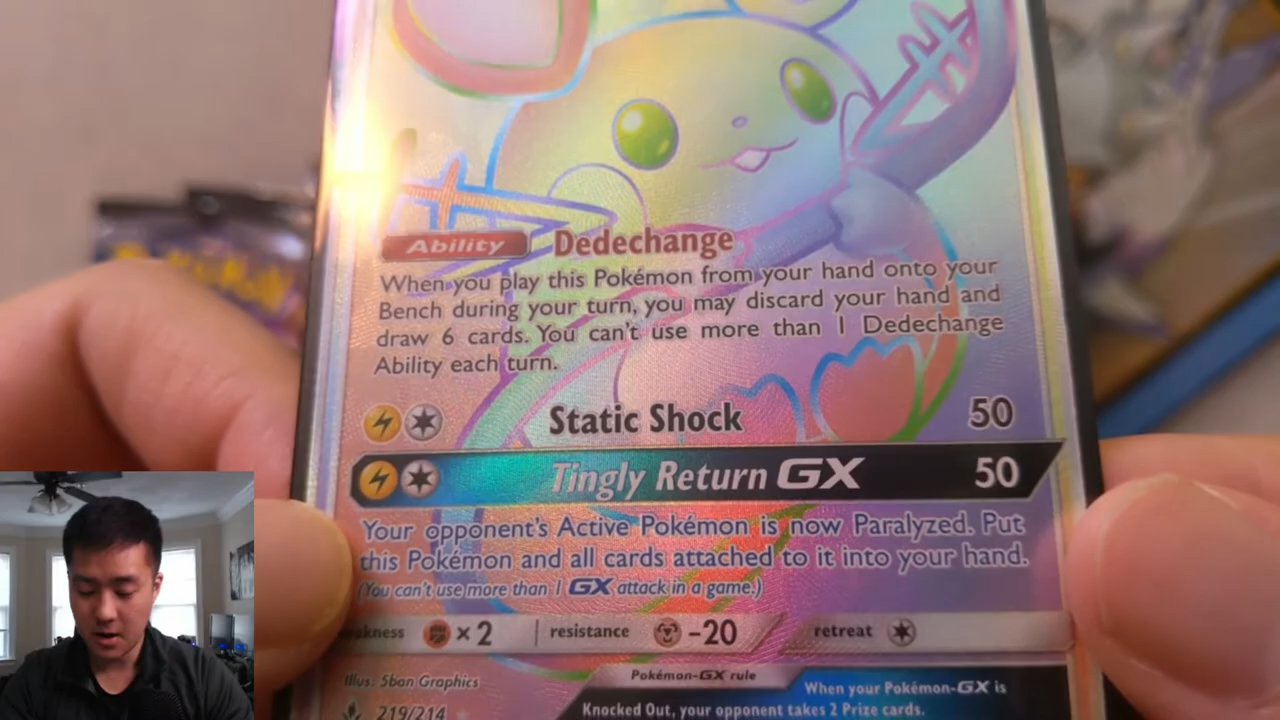 Ability Dedechange
When you play this Pokémon from your hand onto your
Bench during your turn, you may discard your hand and
draw 6 cards. You can't use more than 1 Dedechange
Ability each turn.
Static Shock 50
Tingly Return GX 50
Your opponent's Active Pokémon is now Paralyzed. Put
this Pokémon and all cards attached to it into your hand.
(You can't use more than 1 GX attack in a game.)
eakness ×2 resistance -20 retreat
Illus. 5ban Graphics
Pokémon-GX rule
When your Pokémon-GX is
219/214
Knocked Out, your opponent takes 2 Prize cards.